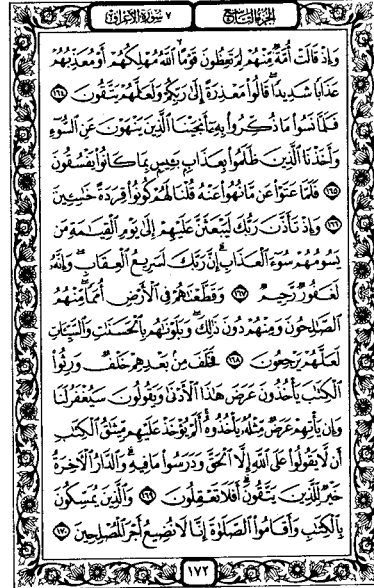 الجزء التاسع ٧ سورة الأعراف
وَإِذْ قَالَتْ أُمَّةٌ مِّنْهُمْ لِمَ تَعِظُونَ قَوْمًا ٱللَّهُ مُهْلِكُهُمْ أَوْ مُعَذِّبُهُمْ
عَذَابًا شَدِيدًا قَالُوا۟ مَعْذِرَةً إِلَىٰ رَبِّكُمْ وَلَعَلَّهُمْ يَتَّقُونَ ١٦٤
فَلَمَّا نَسُوا۟ مَا ذُكِّرُوا۟ بِهِۦٓ أَنجَيْنَا ٱلَّذِينَ يَنْهَوْنَ عَنِ ٱلسُّوٓءِ
وَأَخَذْنَا ٱلَّذِينَ ظَلَمُوا۟ بِعَذَابٍۭ بَـِٔيسٍۭ بِمَا كَانُوا۟ يَفْسُقُونَ
١٦٥ فَلَمَّا عَتَوْا۟ عَن مَّا نُهُوا۟ عَنْهُ قُلْنَا لَهُمْ كُونُوا۟ قِرَدَةً خَـٰسِـِٔينَ
١٦٦ وَإِذْ تَأَذَّنَ رَبُّكَ لَيَبْعَثَنَّ عَلَيْهِمْ إِلَىٰ يَوْمِ ٱلْقِيَـٰمَةِ مَن
يَسُومُهُمْ سُوٓءَ ٱلْعَذَابِ إِنَّ رَبَّكَ لَسَرِيعُ ٱلْعِقَابِ وَإِنَّهُۥ
لَغَفُورٌ رَّحِيمٌ ١٦٧ وَقَطَّعْنَـٰهُمْ فِى ٱلْأَرْضِ أُمَمًا مِّنْهُمُ
ٱلصَّـٰلِحُونَ وَمِنْهُمْ دُونَ ذَٰلِكَ وَبَلَوْنَـٰهُم بِٱلْحَسَنَـٰتِ وَٱلسَّيِّـَٔاتِ
لَعَلَّهُمْ يَرْجِعُونَ ١٦٨ فَخَلَفَ مِنۢ بَعْدِهِمْ خَلْفٌ وَرِثُوا۟
ٱلْكِتَـٰبَ يَأْخُذُونَ عَرَضَ هَـٰذَا ٱلْأَدْنَىٰ وَيَقُولُونَ سَيُغْفَرُ لَنَا
وَإِن يَأْتِهِمْ عَرَضٌ مِّثْلُهُۥ يَأْخُذُوهُ أَلَمْ يُؤْخَذْ عَلَيْهِم مِّيثَـٰقُ ٱلْكِتَـٰبِ
أَن لَّا يَقُولُوا۟ عَلَى ٱللَّهِ إِلَّا ٱلْحَقَّ وَدَرَسُوا۟ مَا فِيهِ وَٱلدَّارُ ٱلْـَٔاخِرَةُ
خَيْرٌ لِّلَّذِينَ يَتَّقُونَ أَفَلَا تَعْقِلُونَ ١٦٩ وَٱلَّذِينَ يُمَسِّكُونَ
بِٱلْكِتَـٰبِ وَأَقَامُوا۟ ٱلصَّلَوٰةَ إِنَّا لَا نُضِيعُ أَجْرَ ٱلْمُصْلِحِينَ ١٧٠
١٧٢